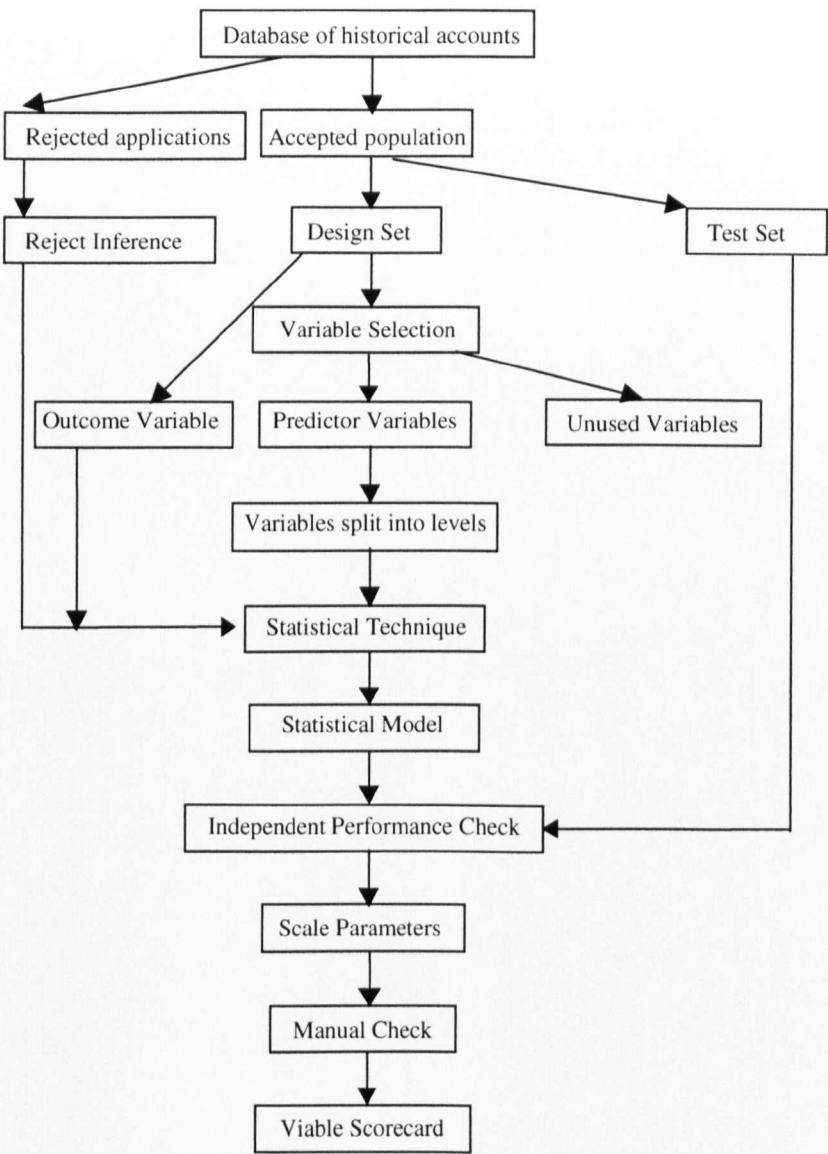 Database of historical accounts
Rejected applications
Accepted population
Reject Inference
Design Set
Test Set
Variable Selection
Outcome Variable
Predictor Variables
Unused Variables
Variables split into levels
Statistical Technique
Statistical Model
Independent Performance Check
Scale Parameters
Manual Check
Viable Scorecard